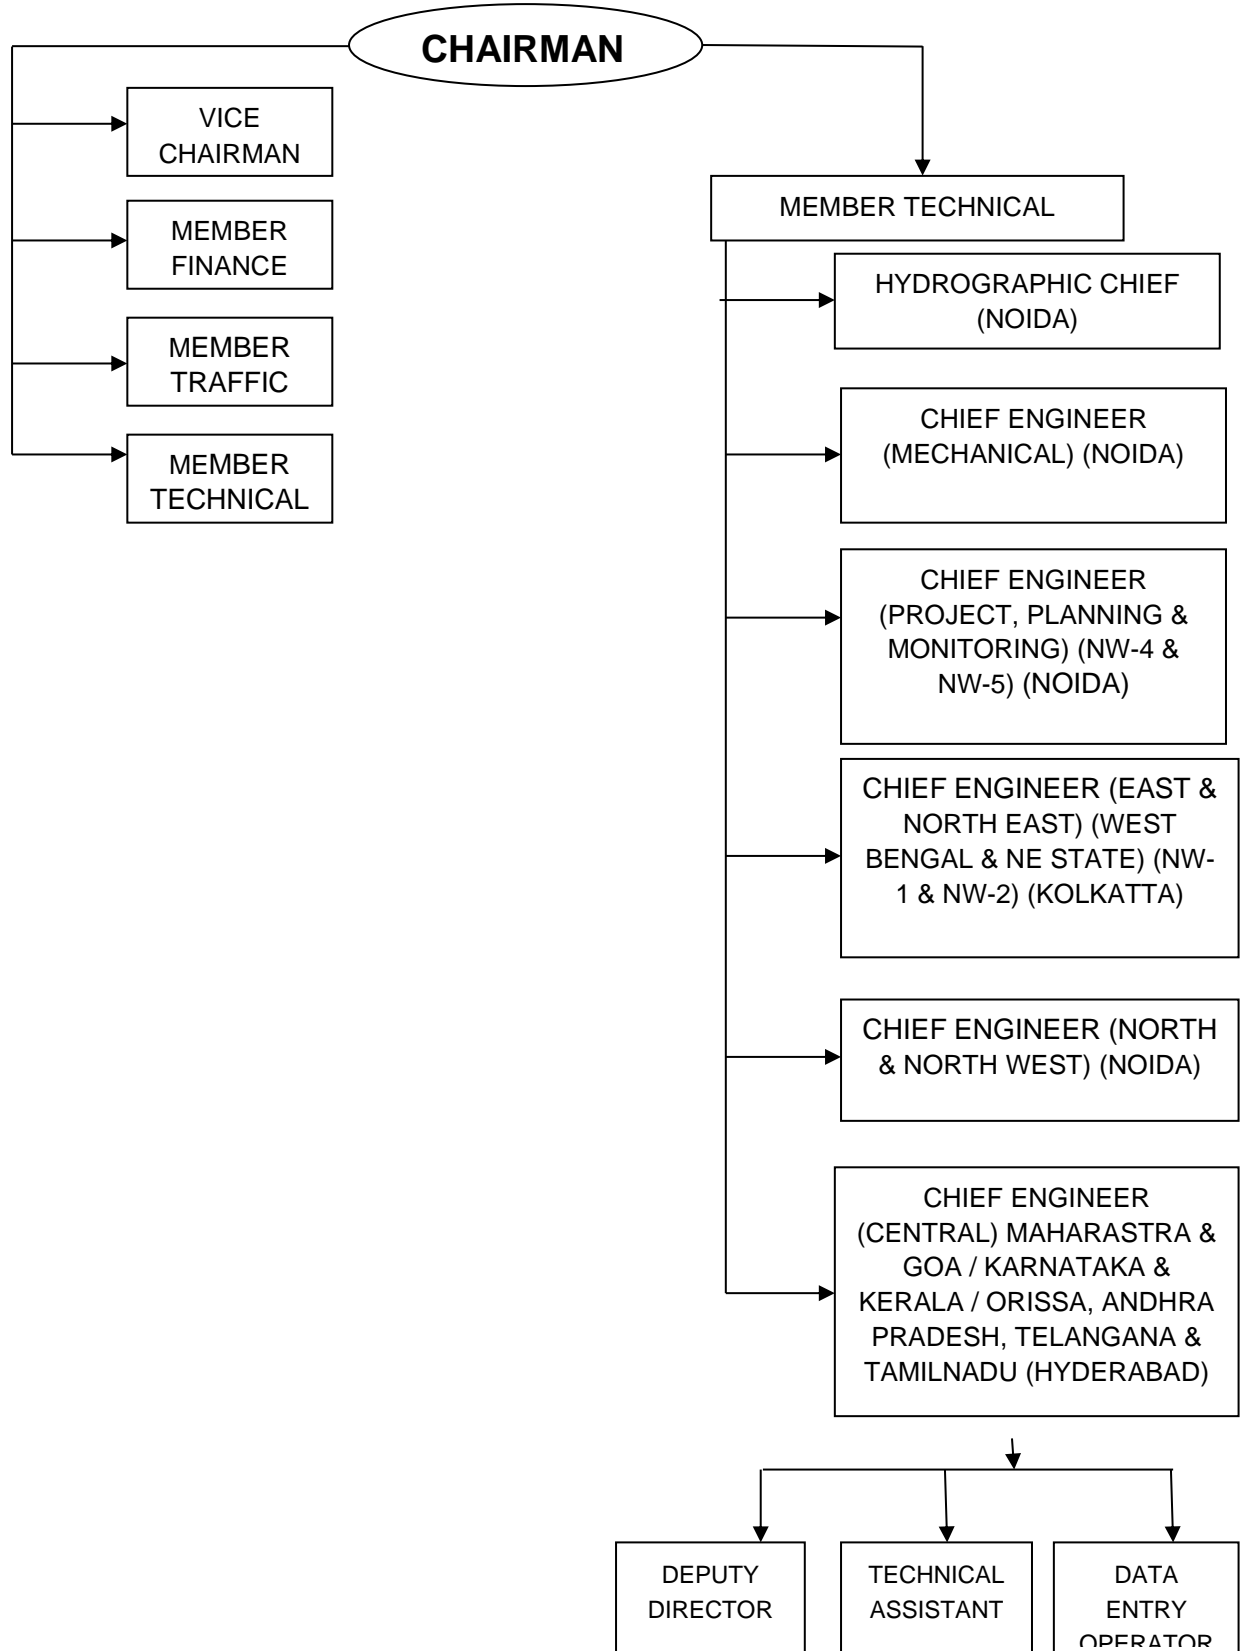 CHAIRMAN
VICE
CHAIRMAN
MEMBER
FINANCE
MEMBER
TRAFFIC
MEMBER
TECHNICAL
MEMBER TECHNICAL
HYDROGRAPHIC CHIEF
(NOIDA)
CHIEF ENGINEER
(MECHANICAL) (NOIDA)
CHIEF ENGINEER
(PROJECT, PLANNING &
MONITORING) (NW-4 &
NW-5) (NOIDA)
CHIEF ENGINEER (EAST &
NORTH EAST) (WEST
BENGAL & NE STATE) (NW-
1 & NW-2) (KOLKATTA)
CHIEF ENGINEER (NORTH
& NORTH WEST) (NOIDA)
CHIEF ENGINEER
(CENTRAL) MAHARASTRA &
GOA / KARNATAKA &
KERALA / ORISSA, ANDHRA
PRADESH, TELANGANA &
TAMILNADU (HYDERABAD)
DEPUTY
DIRECTOR
TECHNICAL
ASSISTANT
DATA
ENTRY
OPERATOR